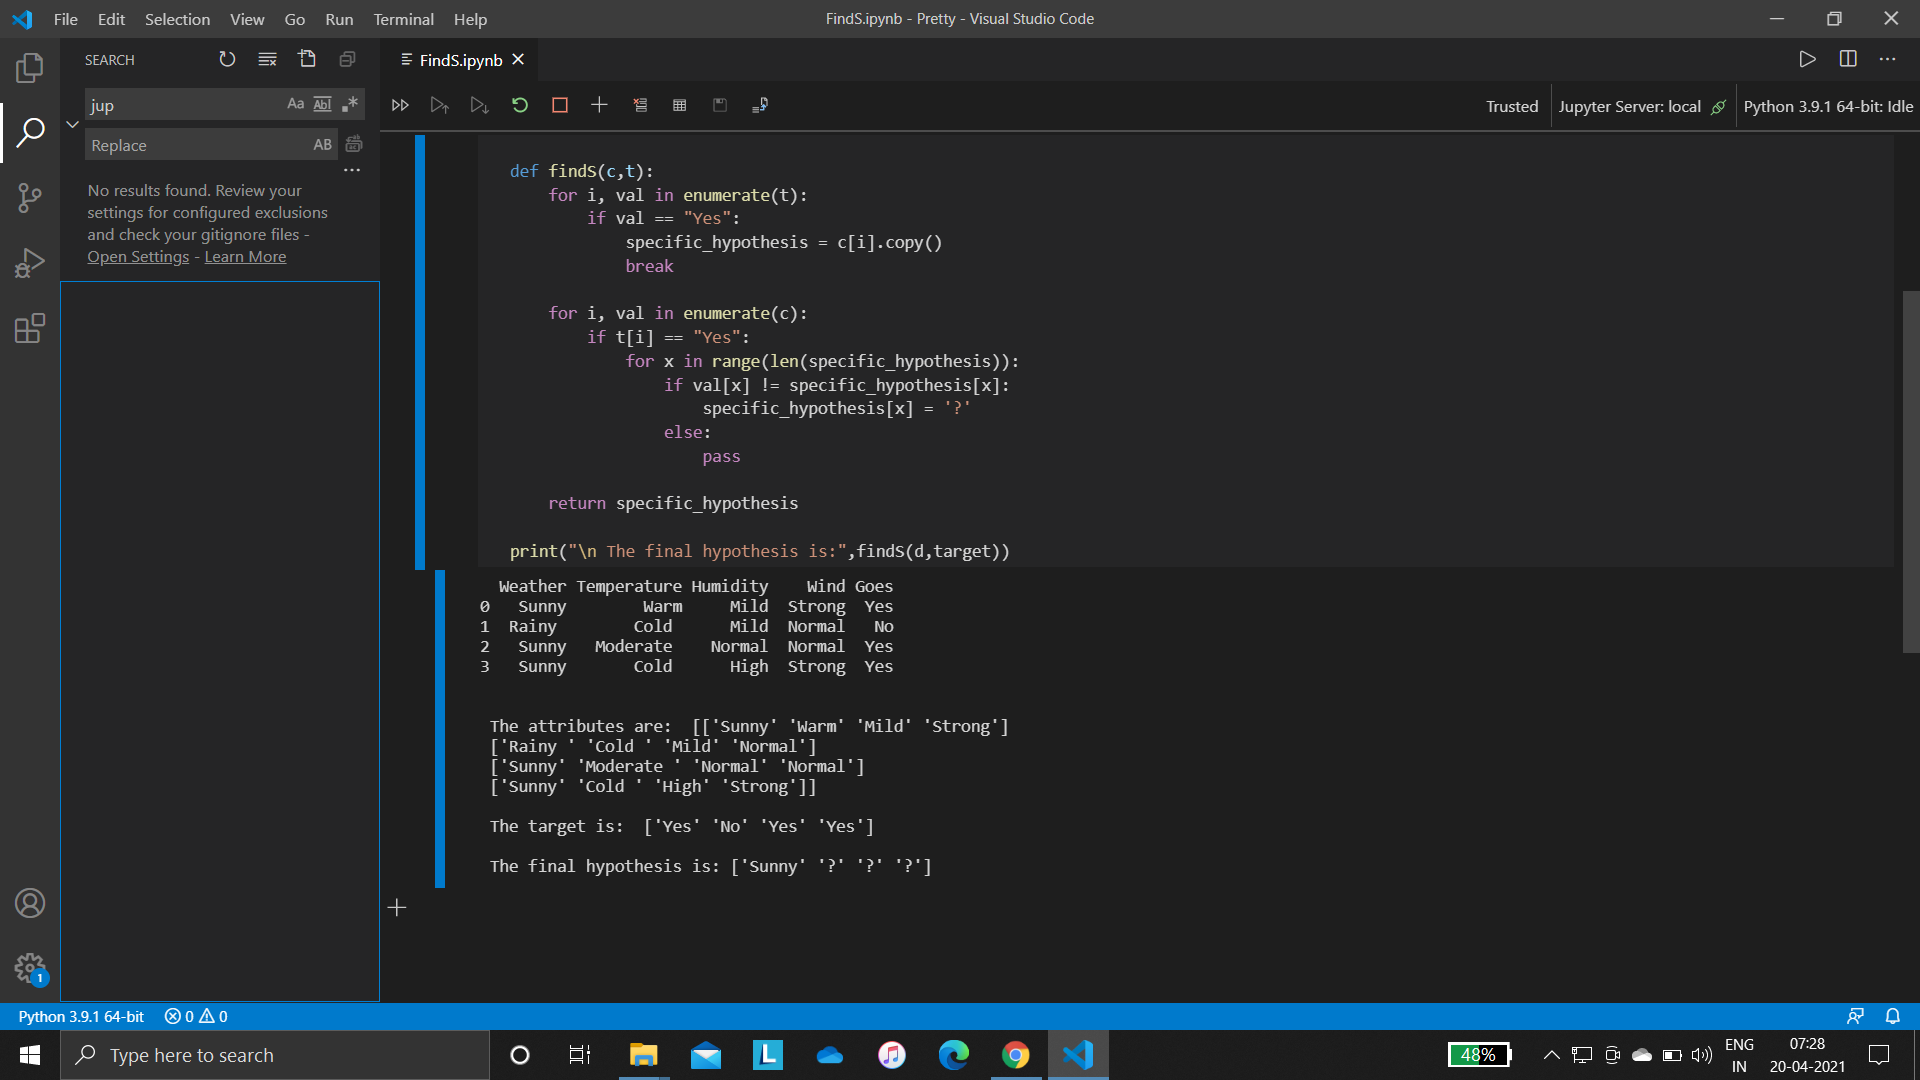 File Edit Selection View Go Run Terminal Help
FindS.ipynb - Pretty - Visual Studio Code
SEARCH
jup
Aa Abl
Replace
AB
No results found. Review your
settings for configured exclusions
and check your gitignore files -
Open Settings - Learn More
FindS.ipynb
Trusted
Jupyter Server: local
Python 3.9.1 64-bit: Idle
def findS(c,t):
    for i, val in enumerate(t):
        if val == "Yes":
            specific_hypothesis = c[i].copy()
            break
    for i, val in enumerate(c):
        if t[i] == "Yes":
            for x in range(len(specific_hypothesis)):
                if val[x] != specific_hypothesis[x]:
                    specific_hypothesis[x] = '?'
                else:
                    pass
    return specific_hypothesis
print("\n The final hypothesis is:",findS(d,target))
  Weather Temperature Humidity    Wind Goes
0   Sunny        Warm     Mild  Strong  Yes
1  Rainy        Cold      Mild  Normal   No
2   Sunny   Moderate    Normal  Normal  Yes
3   Sunny       Cold      High  Strong  Yes
The attributes are:  [['Sunny' 'Warm' 'Mild' 'Strong']
['Rainy ' 'Cold ' 'Mild' 'Normal']
['Sunny' 'Moderate ' 'Normal' 'Normal']
['Sunny' 'Cold ' 'High' 'Strong']]
The target is:  ['Yes' 'No' 'Yes' 'Yes']
The final hypothesis is: ['Sunny' '?' '?' '?']
1
Python 3.9.1 64-bit
0 0
Type here to search
L
48%
ENG
IN
07:28
20-04-2021